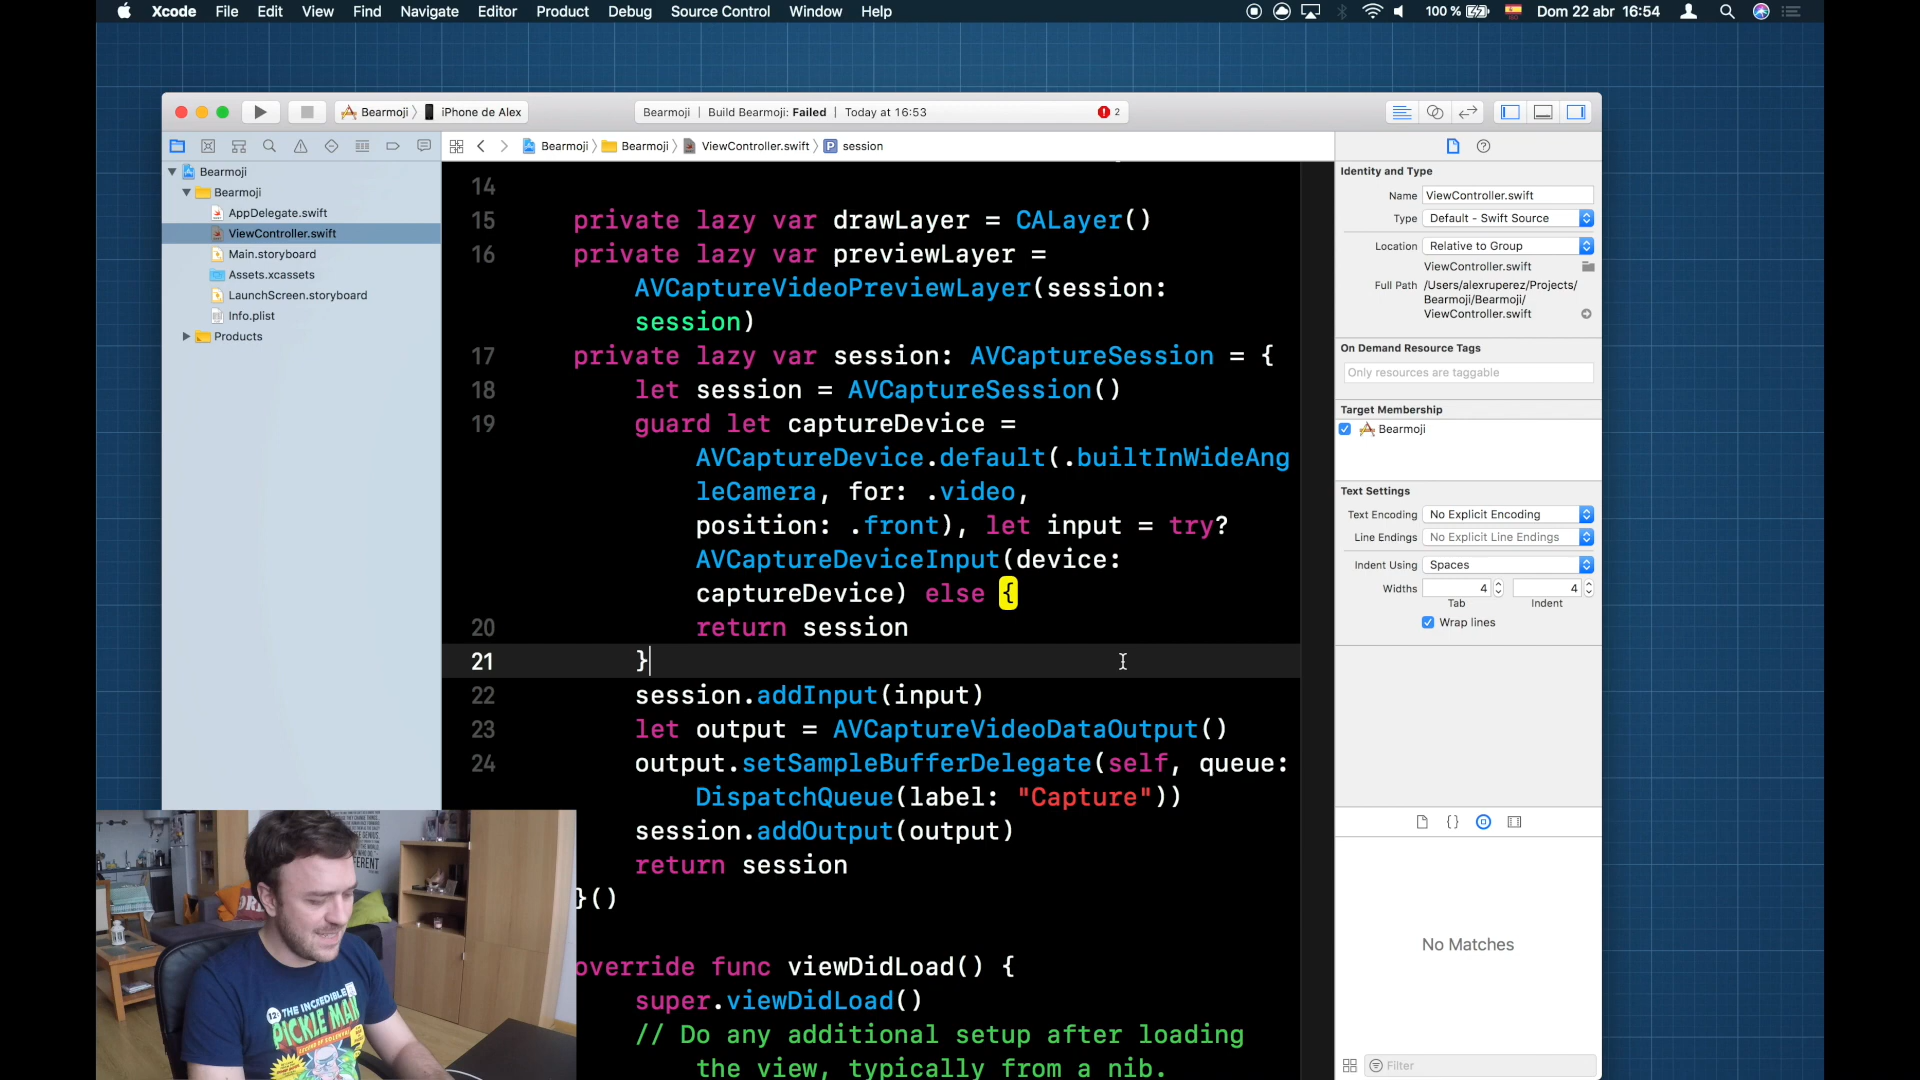 Xcode File Edit View Find Navigate Editor Product Debug Source Control Window Help 100 % Dom 22 abr 16:54
Bearmoji iPhone de Alex Bearmoji Build Bearmoji: Failed Today at 16:53 2
Bearmoji Bearmoji ViewController.swift P session
Bearmoji
Bearmoji
AppDelegate.swift
ViewController.swift
Main.storyboard
Assets.xcassets
LaunchScreen.storyboard
Info.plist
Products
14
15 private lazy var drawLayer = CALayer()
16 private lazy var previewLayer =
AVCaptureVideoPreviewLayer(session:
session)
17 private lazy var session: AVCaptureSession = {
18 let session = AVCaptureSession()
19 guard let captureDevice =
AVCaptureDevice.default(.builtInWideAng
leCamera, for: .video,
position: .front), let input = try?
AVCaptureDeviceInput(device:
captureDevice) else {
20 return session
21 }
22 session.addInput(input)
23 let output = AVCaptureVideoDataOutput()
24 output.setSampleBufferDelegate(self, queue:
DispatchQueue(label: "Capture"))
session.addOutput(output)
return session
}()
override func viewDidLoad() {
super.viewDidLoad()
// Do any additional setup after loading
the view, typically from a nib.
Identity and Type
Name ViewController.swift
Type Default - Swift Source
Location Relative to Group
ViewController.swift
Full Path /Users/alexruperez/Projects/
Bearmoji/Bearmoji/
ViewController.swift
On Demand Resource Tags
Only resources are taggable
Target Membership
Bearmoji
Text Settings
Text Encoding No Explicit Encoding
Line Endings No Explicit Line Endings
Indent Using Spaces
Widths 4 4
Tab Indent
Wrap lines
No Matches
Filter
THE INCREDIBLE
PICKLE MAN